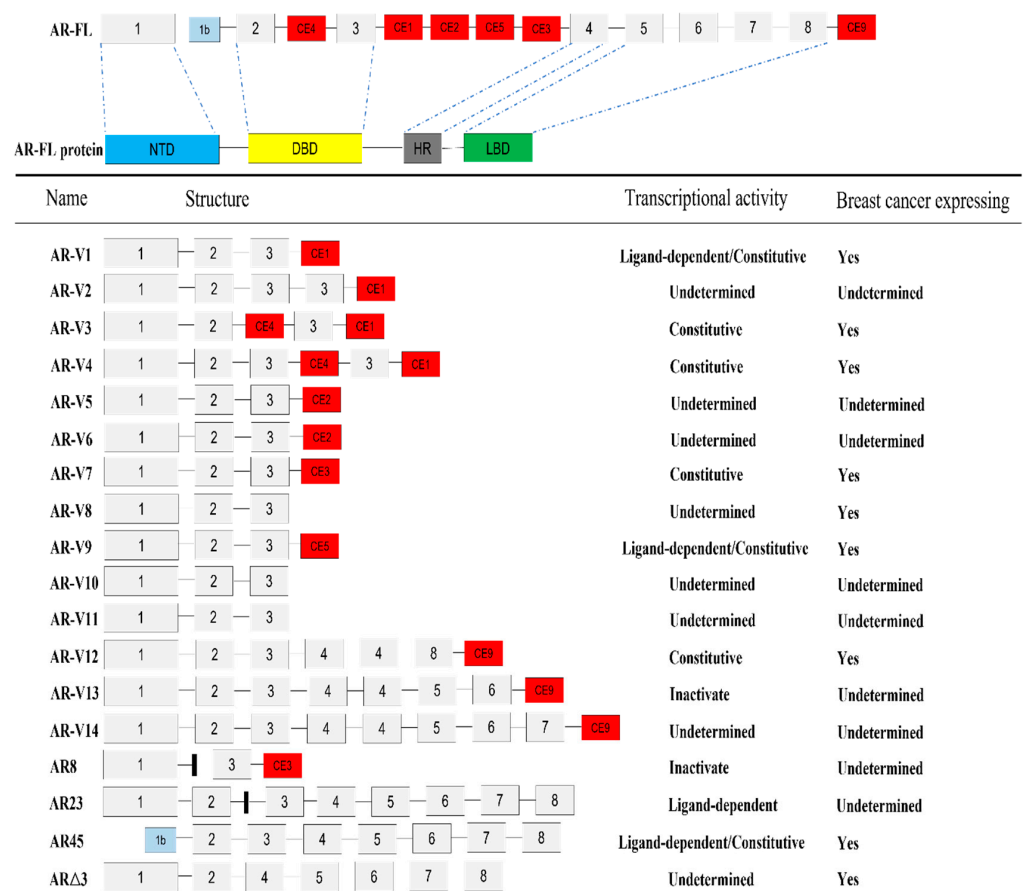 AR-FL 1 1b 2 CE4 3 CE1 CE2 CE5 CE3 4 5 6 7 8 CE9
AR-FL protein NTD DBD HR LBD
Name Structure Transcriptional activity Breast cancer expressing
AR-V1 1 2 3 CE1 Ligand-dependent/Constitutive Yes
AR-V2 1 2 3 3 CE1 Undetermined Undetermined
AR-V3 1 2 CE4 3 CE1 Constitutive Yes
AR-V4 1 2 3 CE4 3 CE1 Constitutive Yes
AR-V5 1 2 3 CE2 Undetermined Undetermined
AR-V6 1 2 3 CE2 Undetermined Undetermined
AR-V7 1 2 3 CE3 Constitutive Yes
AR-V8 1 2 3 Undetermined Yes
AR-V9 1 2 3 CE5 Ligand-dependent/Constitutive Yes
AR-V10 1 2 3 Undetermined Undetermined
AR-V11 1 2 3 Undetermined Undetermined
AR-V12 1 2 3 4 4 8 CE9 Constitutive Yes
AR-V13 1 2 3 4 4 5 6 CE9 Inactivate Undetermined
AR-V14 1 2 3 4 4 5 6 7 CE9 Undetermined Undetermined
AR8 1 3 CE3 Inactivate Undetermined
AR23 1 2 3 4 5 6 7 8 Ligand-dependent Undetermined
AR45 1b 2 3 4 5 6 7 8 Ligand-dependent/Constitutive Yes
AR△3 1 2 4 5 6 7 8 Undetermined Yes